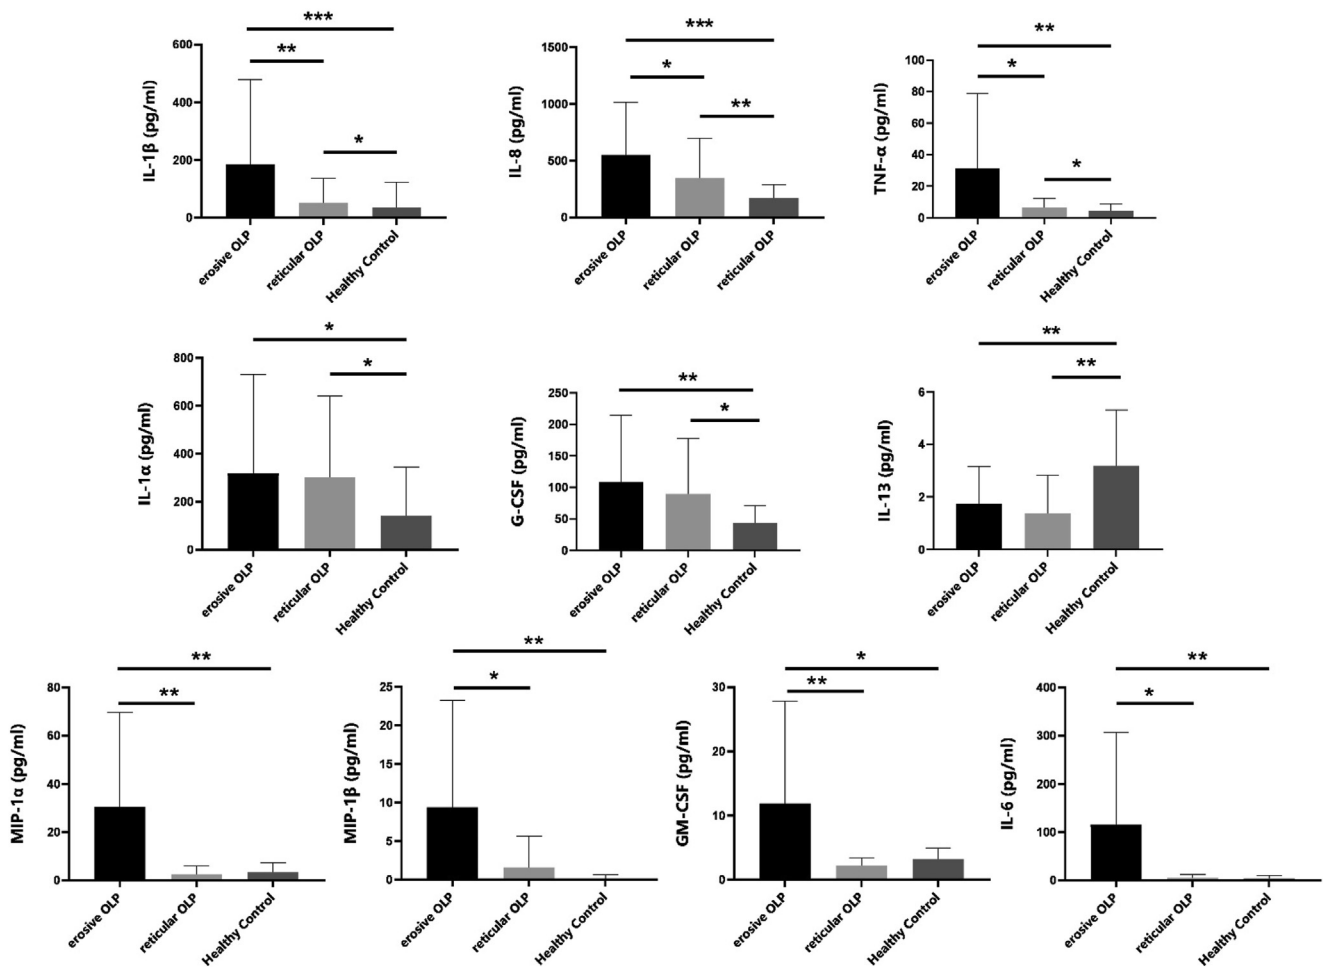 ***
**
*
IL-1β (pg/ml)
600
400
200
0
erosive OLP
reticular OLP
Healthy Control
***
*
**
IL-8 (pg/ml)
1500
1000
500
0
erosive OLP
reticular OLP
reticular OLP
**
*
*
TNF-α (pg/ml)
100
80
60
40
20
0
erosive OLP
reticular OLP
Healthy Control
*
*
IL-1α (pg/ml)
800
600
400
200
0
erosive OLP
reticular OLP
Healthy Control
**
*
G-CSF (pg/ml)
250
200
150
100
50
0
erosive OLP
reticular OLP
Healthy Control
**
**
IL-13 (pg/ml)
6
4
2
0
erosive OLP
reticular OLP
Healthy Control
**
**
MIP-1α (pg/ml)
80
60
40
20
0
erosive OLP
reticular OLP
Healthy Control
**
*
MIP-1β (pg/ml)
25
20
15
10
5
0
erosive OLP
reticular OLP
Healthy Control
*
**
GM-CSF (pg/ml)
30
20
10
0
erosive OLP
reticular OLP
Healthy Control
**
*
IL-6 (pg/ml)
400
300
200
100
0
erosive OLP
reticular OLP
Healthy Control